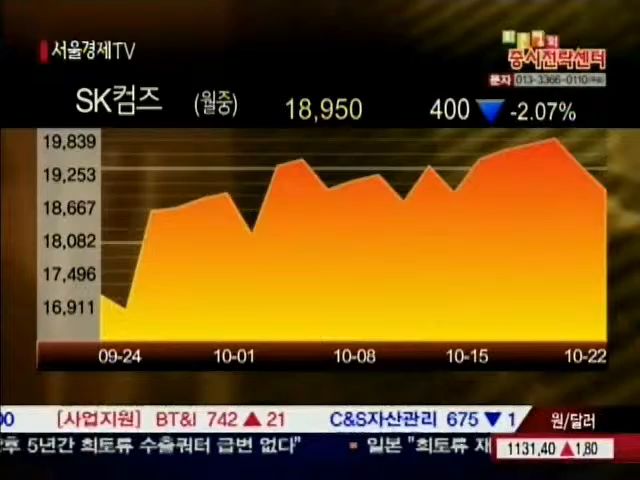 서울경제TV
증시전략센터
문자 013-3366-0110
SK컴즈 (월중) 18,950 400 ▼ -2.07%
19,839
19,253
18,667
18,082
17,496
16,911
09-24 10-01 10-08 10-15 10-22
00 [사업지원] BT&I 742 ▲ 21 C&S자산관리 675 ▼ 1 원/달러
후 5년간 희토류 수출쿼터 급변 없다" 일본 "희토류 재 1131,40 ▲ 1,80